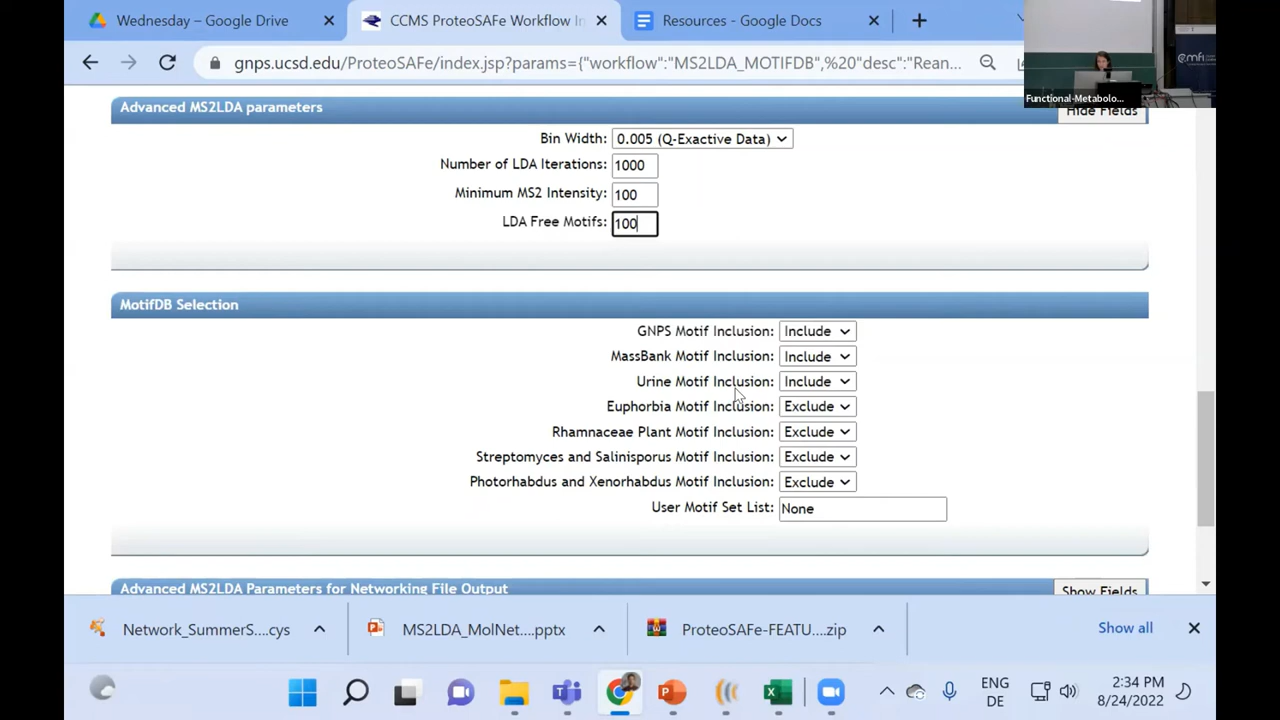 Wednesday – Google Drive
CCMS ProteoSAFe Workflow In
Resources - Google Docs
gnps.ucsd.edu/ProteoSAFe/index.jsp?params={"workflow":"MS2LDA_MOTIFDB",%20"desc":"Rean...
cmfi
Functional-Metabolo...
Advanced MS2LDA parameters
Hide Fields
Bin Width: 0.005 (Q-Exactive Data)
Number of LDA Iterations: 1000
Minimum MS2 Intensity: 100
LDA Free Motifs: 100
MotifDB Selection
GNPS Motif Inclusion: Include
MassBank Motif Inclusion: Include
Urine Motif Inclusion: Include
Euphorbia Motif Inclusion: Exclude
Rhamnaceae Plant Motif Inclusion: Exclude
Streptomyces and Salinisporus Motif Inclusion: Exclude
Photorhabdus and Xenorhabdus Motif Inclusion: Exclude
User Motif Set List: None
Advanced MS2LDA Parameters for Networking File Output
Show Fields
Network_SummerS....cys
MS2LDA_MolNet....pptx
ProteoSAFe-FEATU....zip
Show all
ENG
DE
2:34 PM
8/24/2022